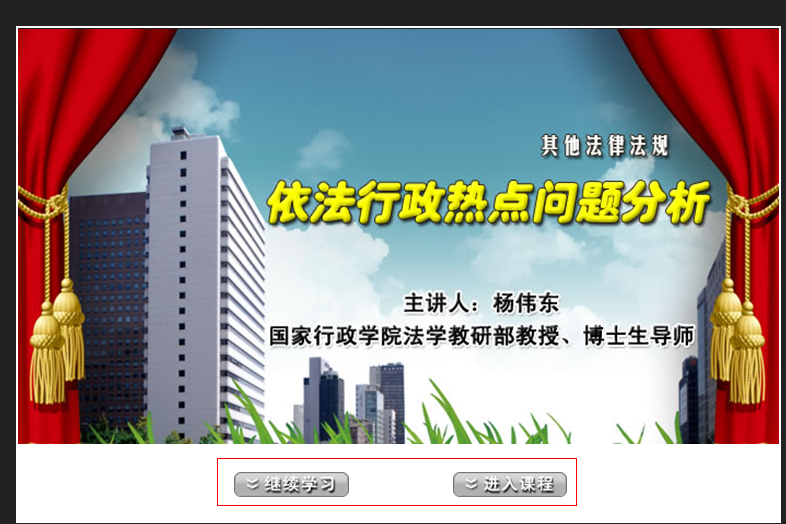 其他法律法规
依法行政热点问题分析
主讲人：杨伟东
国家行政学院法学教研部教授、博士生导师
继续学习
进入课程